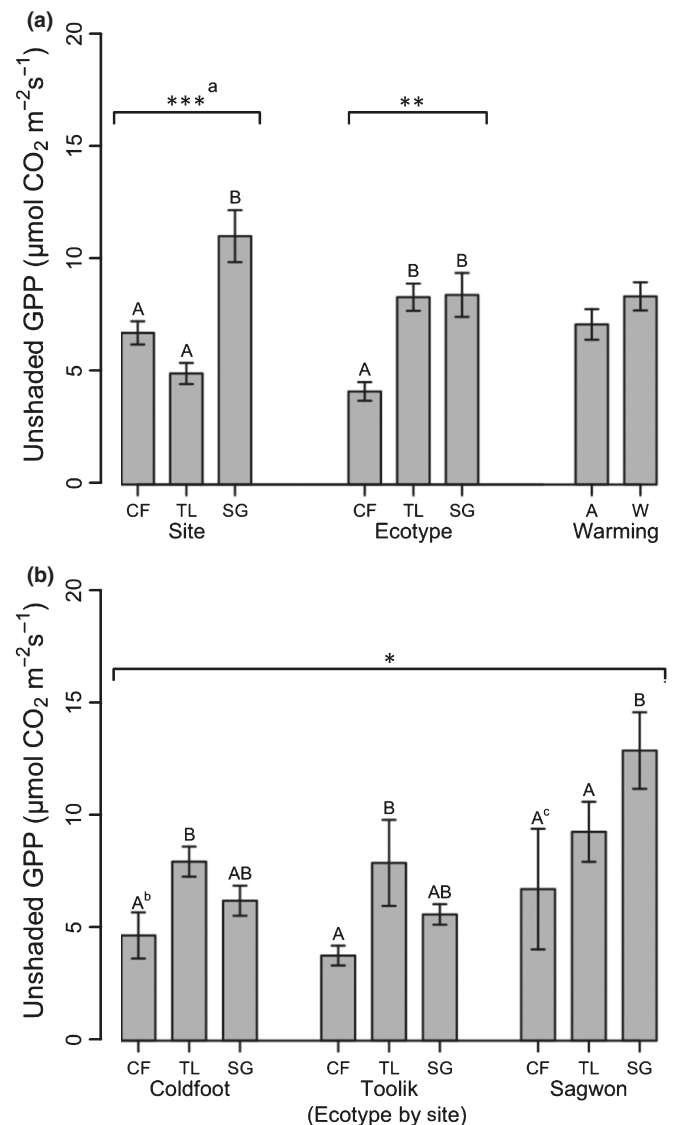 (a)
20
15
10
5
0
Unshaded GPP (µmol CO₂ m⁻²s⁻¹)
***ᵃ
**
A
A
B
A
B
B
CF TL SG CF TL SG A W
Site Ecotype Warming
(b)
20
15
10
5
0
Unshaded GPP (µmol CO₂ m⁻²s⁻¹)
*
Aᵇ
B
AB
A
B
AB
Aᶜ
A
B
CF TL SG CF TL SG CF TL SG
Coldfoot Toolik Sagwon
(Ecotype by site)